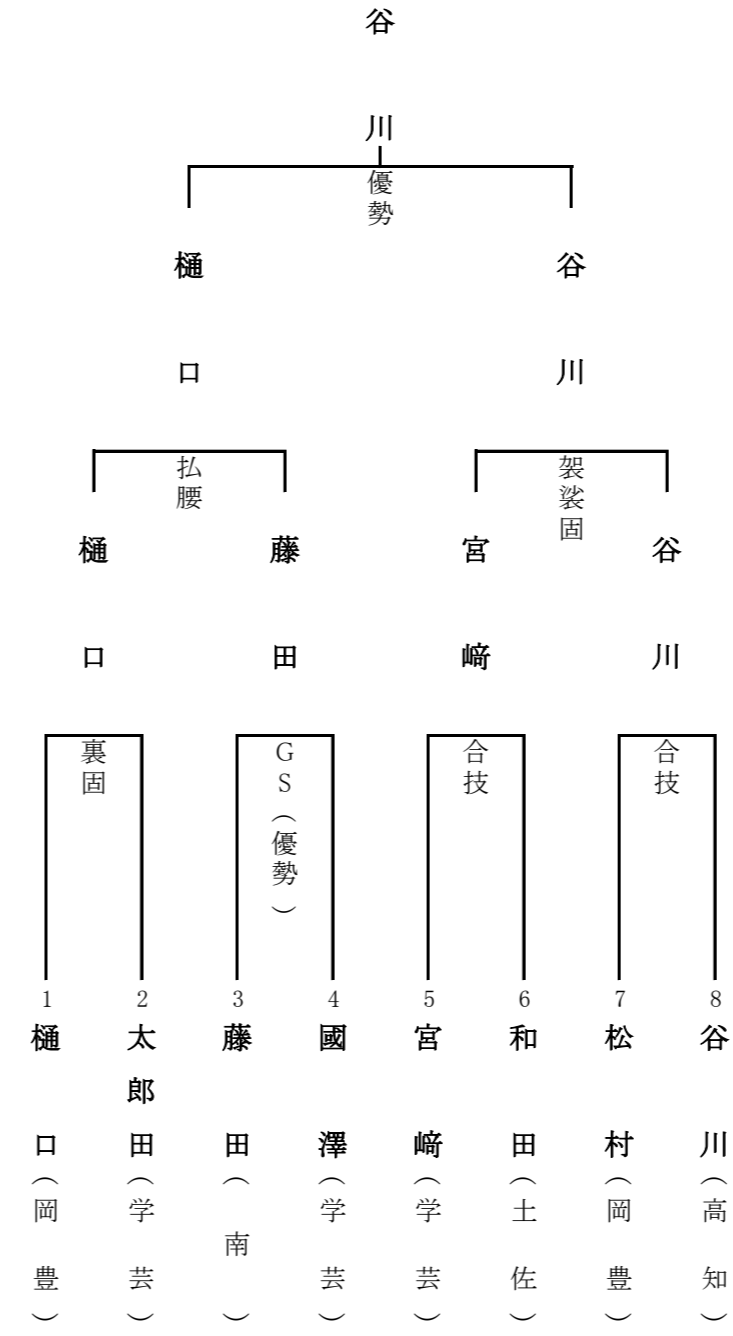 谷川
優勢
樋口
谷川
払腰
袈裟固
樋口
藤田
宮﨑
谷川
裏固
GS(優勢)
合技
合技
1
2
3
4
5
6
7
8
樋口(岡豊)
太郎田(学芸)
藤田(南)
國澤(学芸)
宮﨑(学芸)
和田(土佐)
松村(岡豊)
谷川(高知)